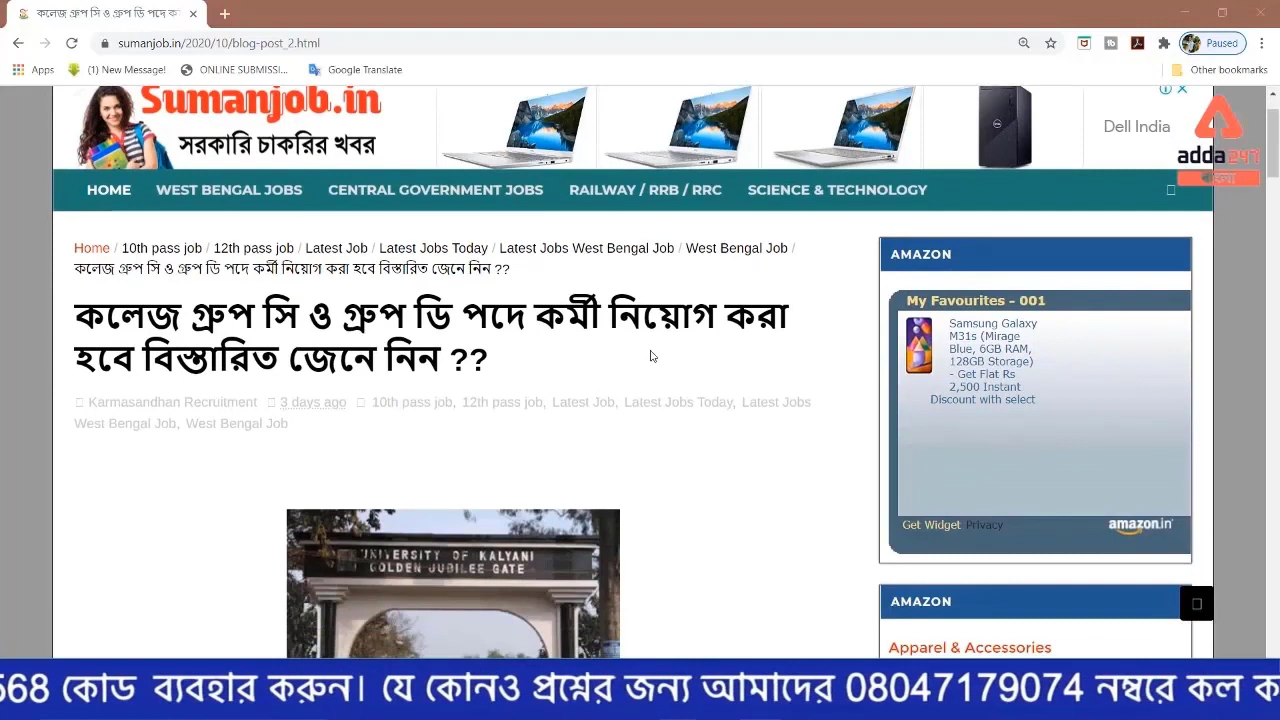 কলেজ গ্রুপ সি ও গ্রুপ ডি পদে ক
sumanjob.in/2020/10/blog-post_2.html
Paused
Apps
(1) New Message!
ONLINE SUBMISSI...
Google Translate
Other bookmarks
Sumanjob.in
সরকারি চাকরির খবর
Dell India
adda247
HOME
WEST BENGAL JOBS
CENTRAL GOVERNMENT JOBS
RAILWAY / RRB / RRC
SCIENCE & TECHNOLOGY
Home / 10th pass job / 12th pass job / Latest Job / Latest Jobs Today / Latest Jobs West Bengal Job / West Bengal Job /
কলেজ গ্রুপ সি ও গ্রুপ ডি পদে কর্মী নিয়োগ করা হবে বিস্তারিত জেনে নিন ??
কলেজ গ্রুপ সি ও গ্রুপ ডি পদে কর্মী নিয়োগ করা
হবে বিস্তারিত জেনে নিন ??
Karmasandhan Recruitment 3 days ago 10th pass job, 12th pass job, Latest Job, Latest Jobs Today, Latest Jobs
West Bengal Job, West Bengal Job
UNIVERSITY OF KALYANI
GOLDEN JUBILEE GATE
AMAZON
My Favourites - 001
Samsung Galaxy
M31s (Mirage
Blue, 6GB RAM,
128GB Storage)
- Get Flat Rs
2,500 Instant
Discount with select
Get Widget Privacy
amazon.in
AMAZON
Apparel & Accessories
568 কোড ব্যবহার করুন। যে কোনও প্রশ্নের জন্য আমাদের 08047179074 নম্বরে কল ক